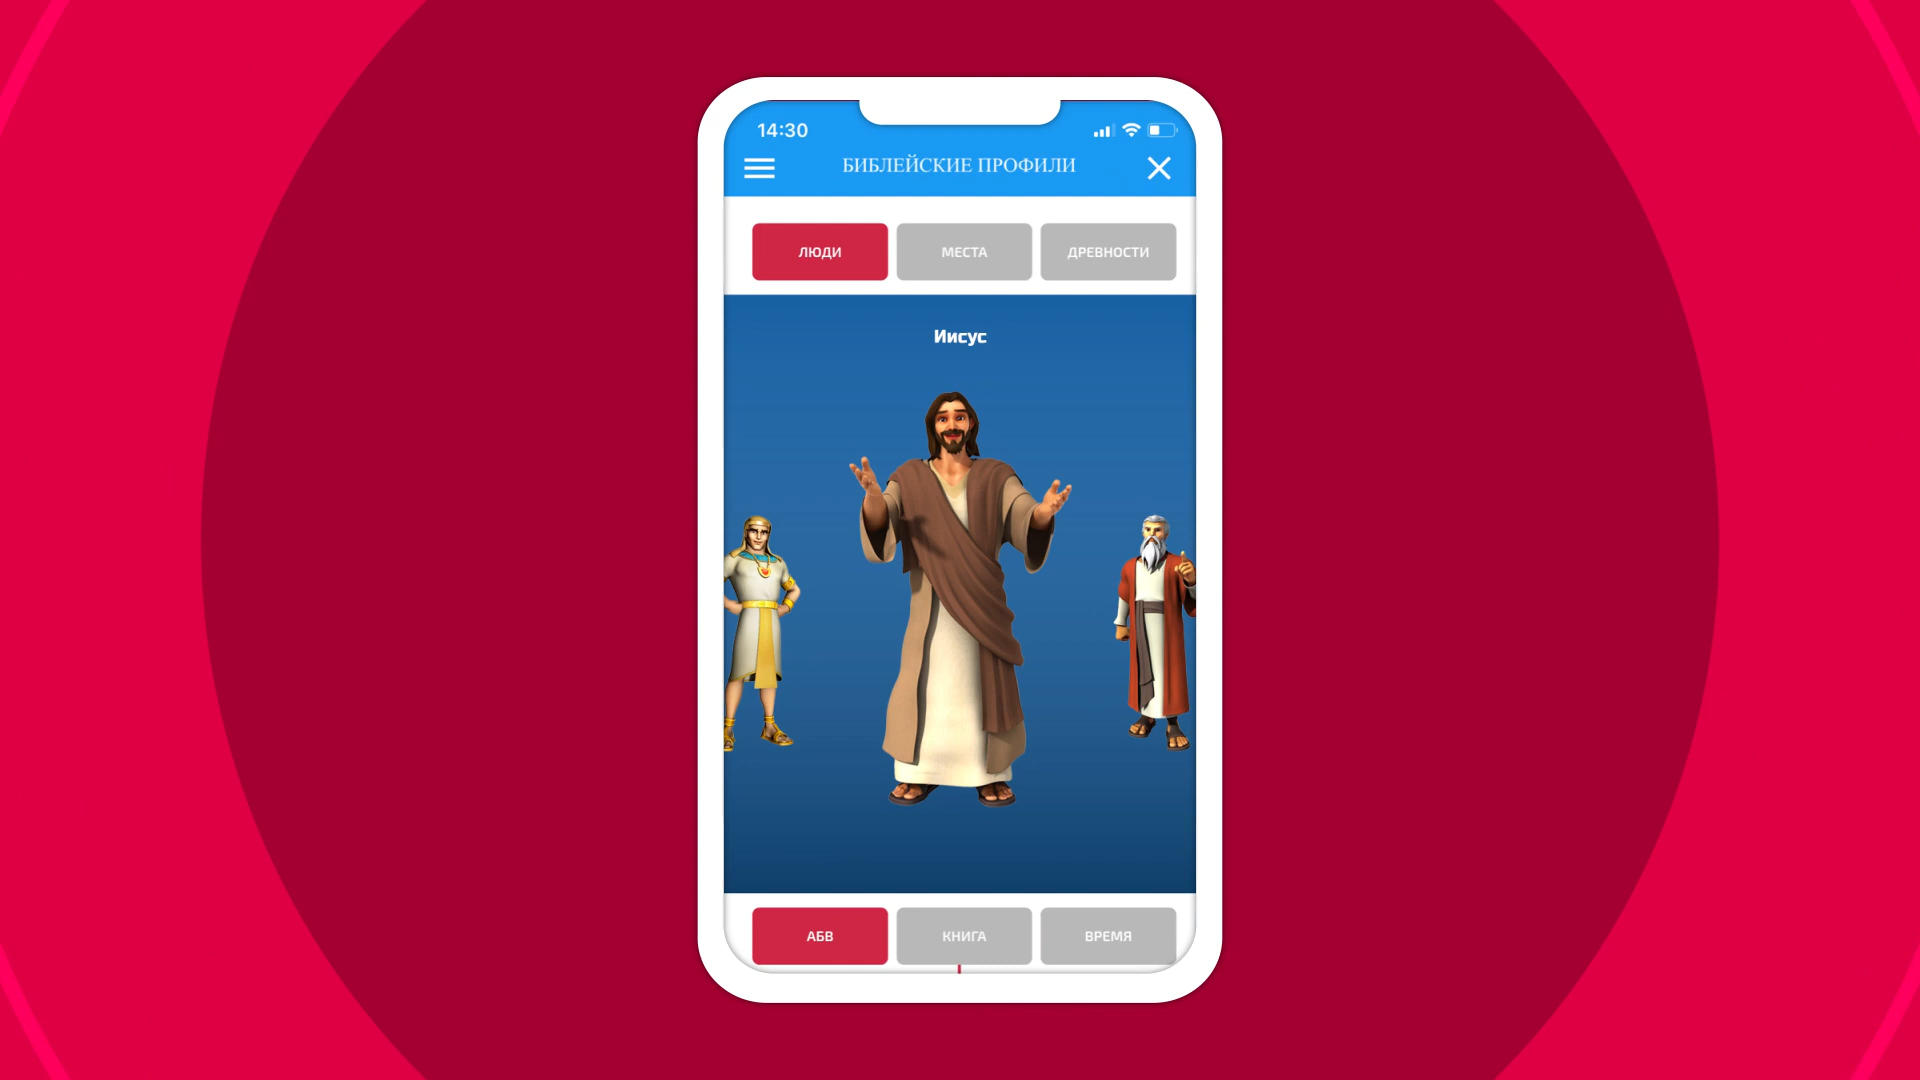 14:30
БИБЛЕЙСКИЕ ПРОФИЛИ
ЛЮДИ
МЕСТА
ДРЕВНОСТИ
Иисус
АБВ
КНИГА
ВРЕМЯ